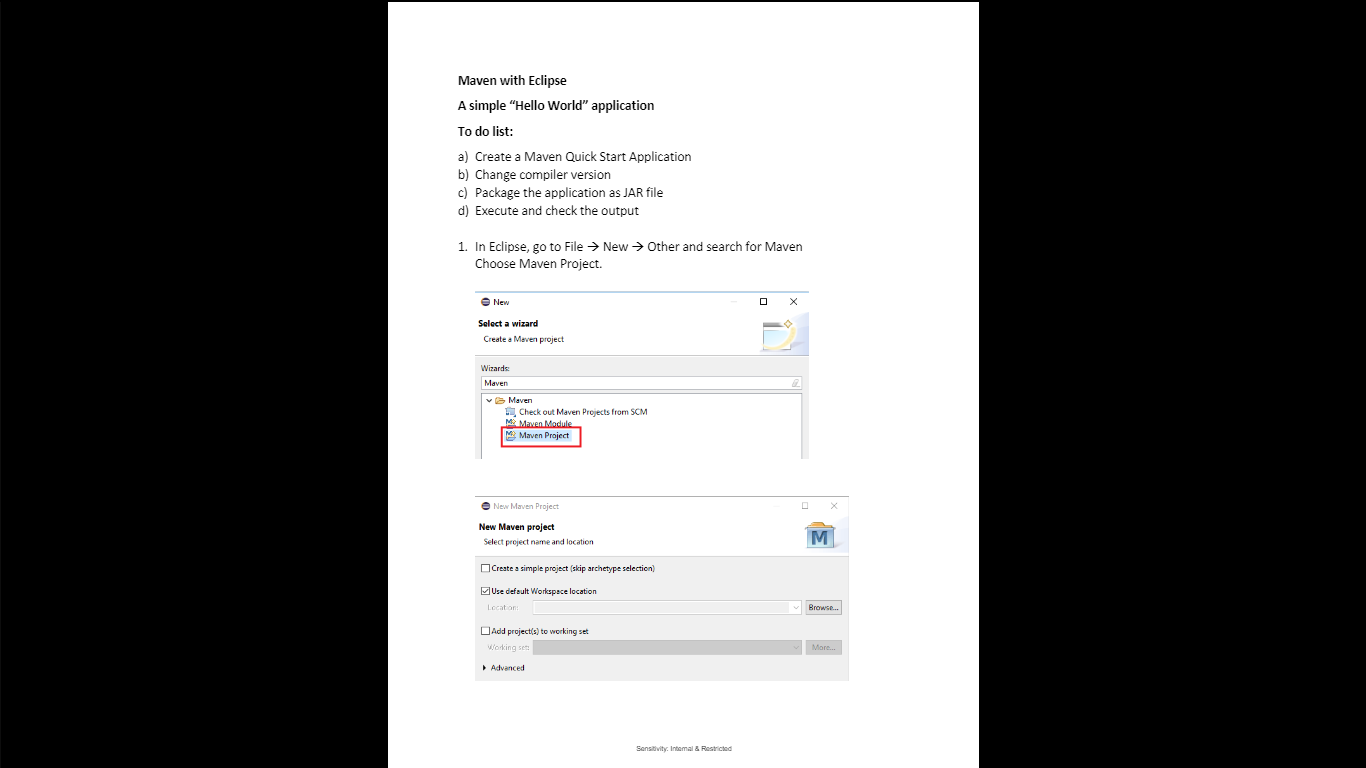 Maven with Eclipse
A simple “Hello World” application
To do list:
a) Create a Maven Quick Start Application
b) Change compiler version
c) Package the application as JAR file
d) Execute and check the output
1. In Eclipse, go to File → New → Other and search for Maven
Choose Maven Project.
New
Select a wizard
Create a Maven project
Wizards:
Maven
Maven
Check out Maven Projects from SCM
Maven Module
Maven Project
New Maven Project
New Maven project
Select project name and location
M
Create a simple project (skip archetype selection)
Use default Workspace location
Location:
Browse...
Add project(s) to working set
Working set:
More...
Advanced
Sensitivity: Internal & Restricted